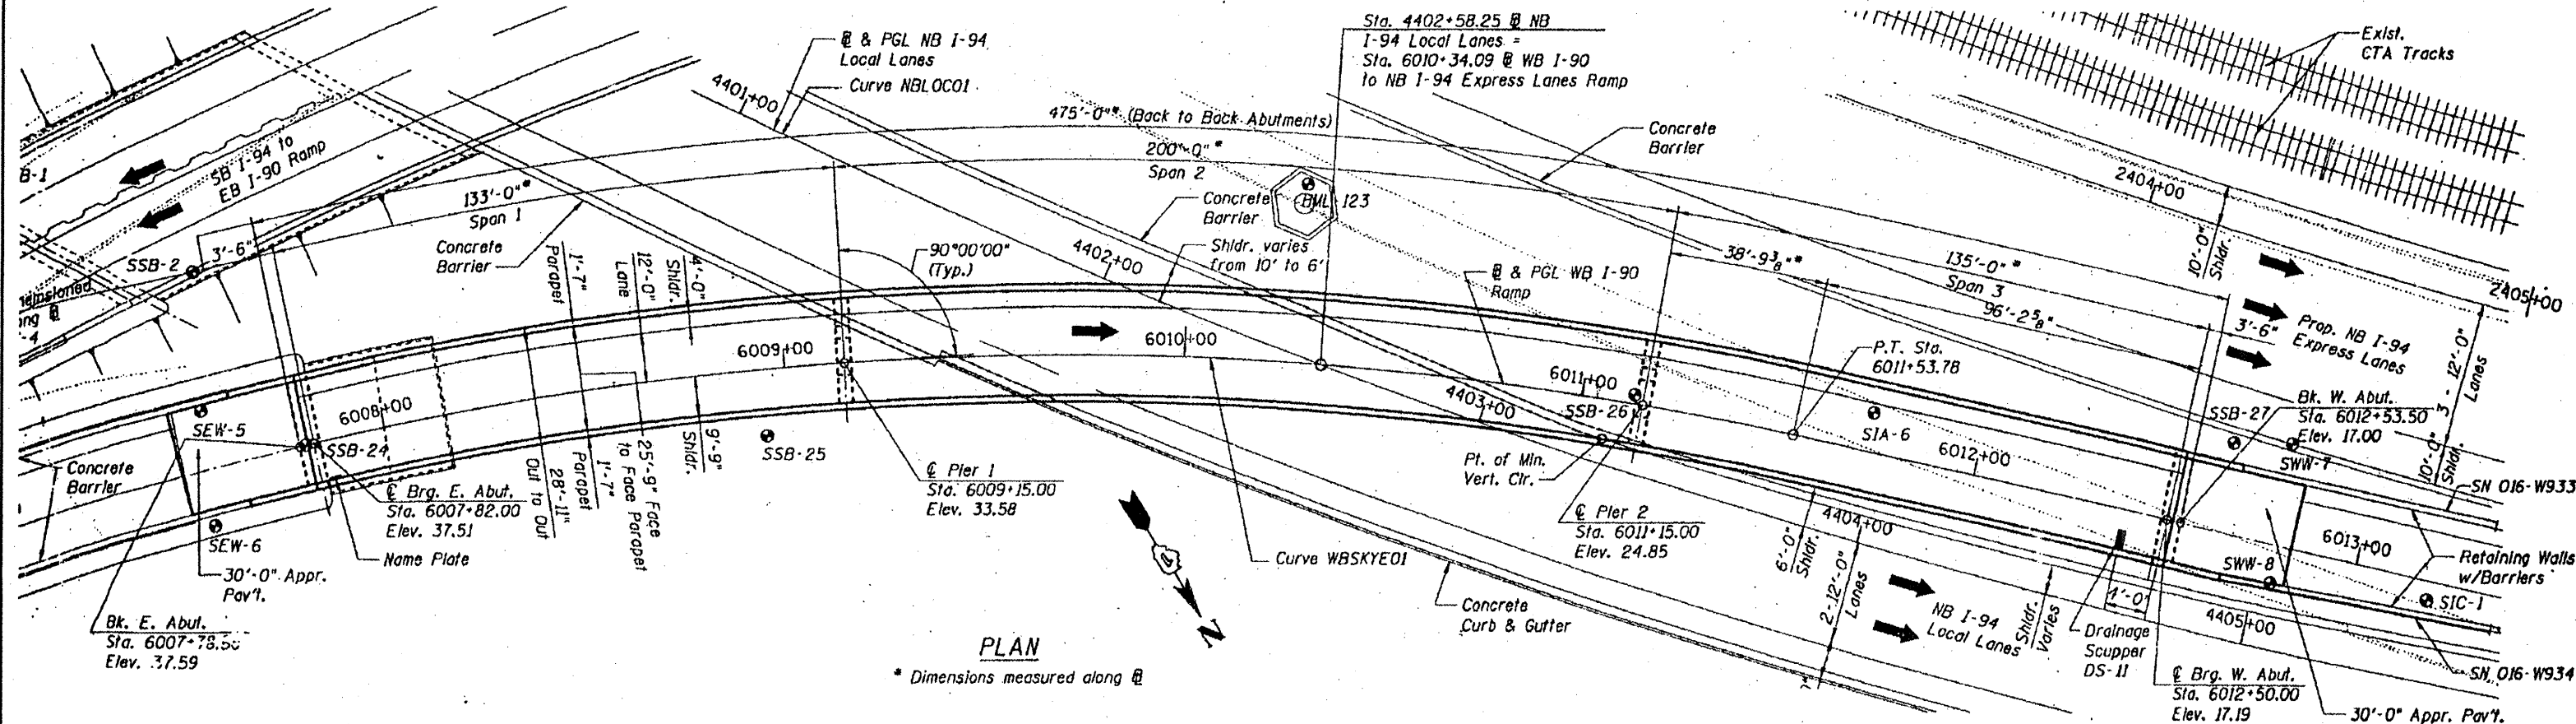 ℄ & PGL NB I-94
Local Lanes
Curve NBLOC01
Sta. 4402+58.25 ℄ NB
I-94 Local Lanes =
Sta. 6010+34.09 ℄ WB I-90
to NB I-94 Express Lanes Ramp
Exist.
CTA Tracks
4401+00
475'-0"* (Back to Back Abutments)
200'-0"*
Span 2
Concrete
Barrier
B-1
SB I-94 to
EB I-90 Ramp
133'-0"*
Span 1
3'-6"
SSB-2
Concrete
Barrier
Concrete
Barrier
BML 123
2404+00
10'-0"
Shldr.
2405+00
1'-7"
Parapet
12'-0"
Lane
4'-0"
Shldr.
90°00'00"
(Typ.)
4402+00
Shldr. varies
from 10' to 6'
℄ & PGL WB I-90
Ramp
38'-9 3/8"*
135'-0"*
Span 3
96'-2 5/8"
3'-6"
Prop. NB I-94
Express Lanes
ong ℄
-4
6008+00
6009+00
6010+00
6011+00
6012+00
6013+00
P.T. Sta.
6011+53.78
SEW-5
SSB-24
SSB-25
SSB-26
4403+00
SIA-6
SSB-27
SWW-7
Bk. W. Abut.
Sta. 6012+53.50
Elev. 17.00
3 - 12'-0"
Lanes
10'-0"
Shldr.
SN 016-W933
Concrete
Barrier
SEW-6
℄ Brg. E. Abut.
Sta. 6007+82.00
Elev. 37.51
Name Plate
30'-0" Appr.
Pav't.
Bk. E. Abut.
Sta. 6007+78.50
Elev. 37.59
28'-11"
Out to Out
1'-7"
Parapet
25'-9" Face
to Face Parapet
9'-9"
Shldr.
℄ Pier 1
Sta. 6009+15.00
Elev. 33.58
Pt. of Min.
Vert. Clr.
℄ Pier 2
Sta. 6011+15.00
Elev. 24.85
Curve WBSKYE01
Concrete
Curb & Gutter
N
6'-0"
Shldr.
2-12'-0"
Lanes
4404+00
NB I-94
Local Lanes
Shldr.
Varies
Drainage
Scupper
DS-11
4405+00
SWW-8
SIC-1
Retaining Walls
w/Barriers
SN 016-W934
℄ Brg. W. Abut.
Sta. 6012+50.00
Elev. 17.19
30'-0" Appr. Pav't.
PLAN
* Dimensions measured along ℄